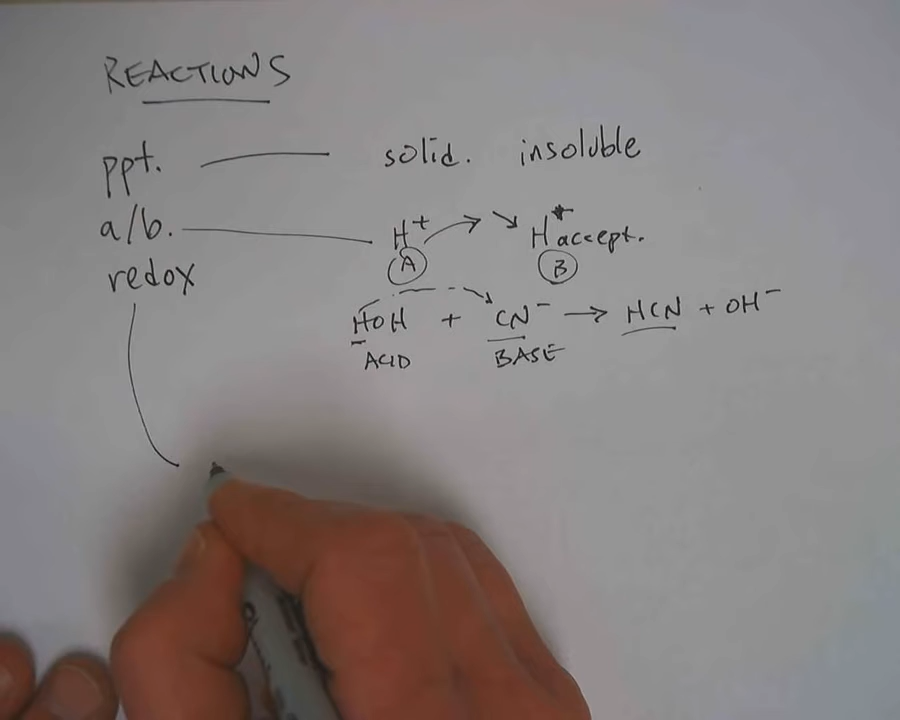 REACTIONS
ppt. solid. insoluble
a/b. H+ → H accept.
A B
redox
HOH + CN⁻ → HCN + OH⁻
ACID BASE